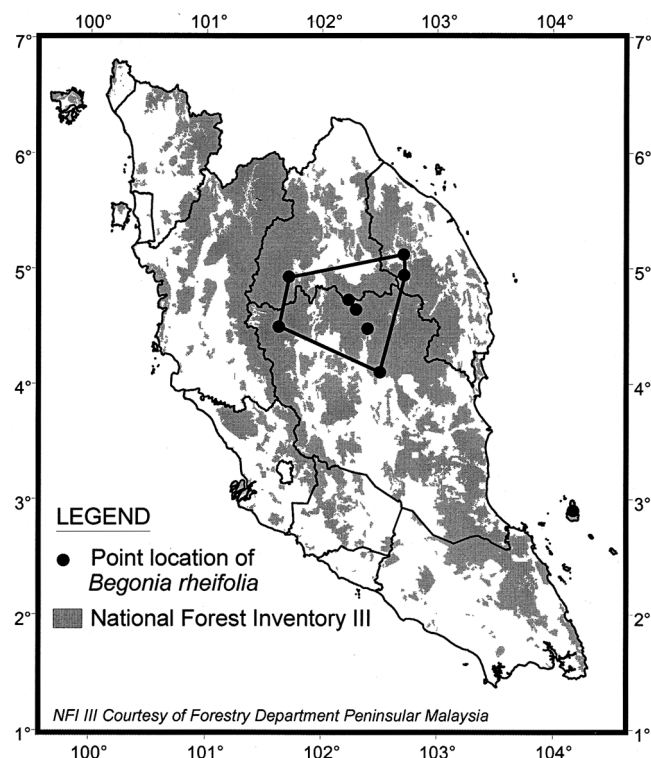 100° 101° 102° 103° 104°
7° 7°
6° 6°
5° 5°
4° 4°
3° 3°
LEGEND
Point location of
Begonia rheifolia
2° 2°
National Forest Inventory III
NFI III Courtesy of Forestry Department Peninsular Malaysia
1° 1°
100° 101° 102° 103° 104°